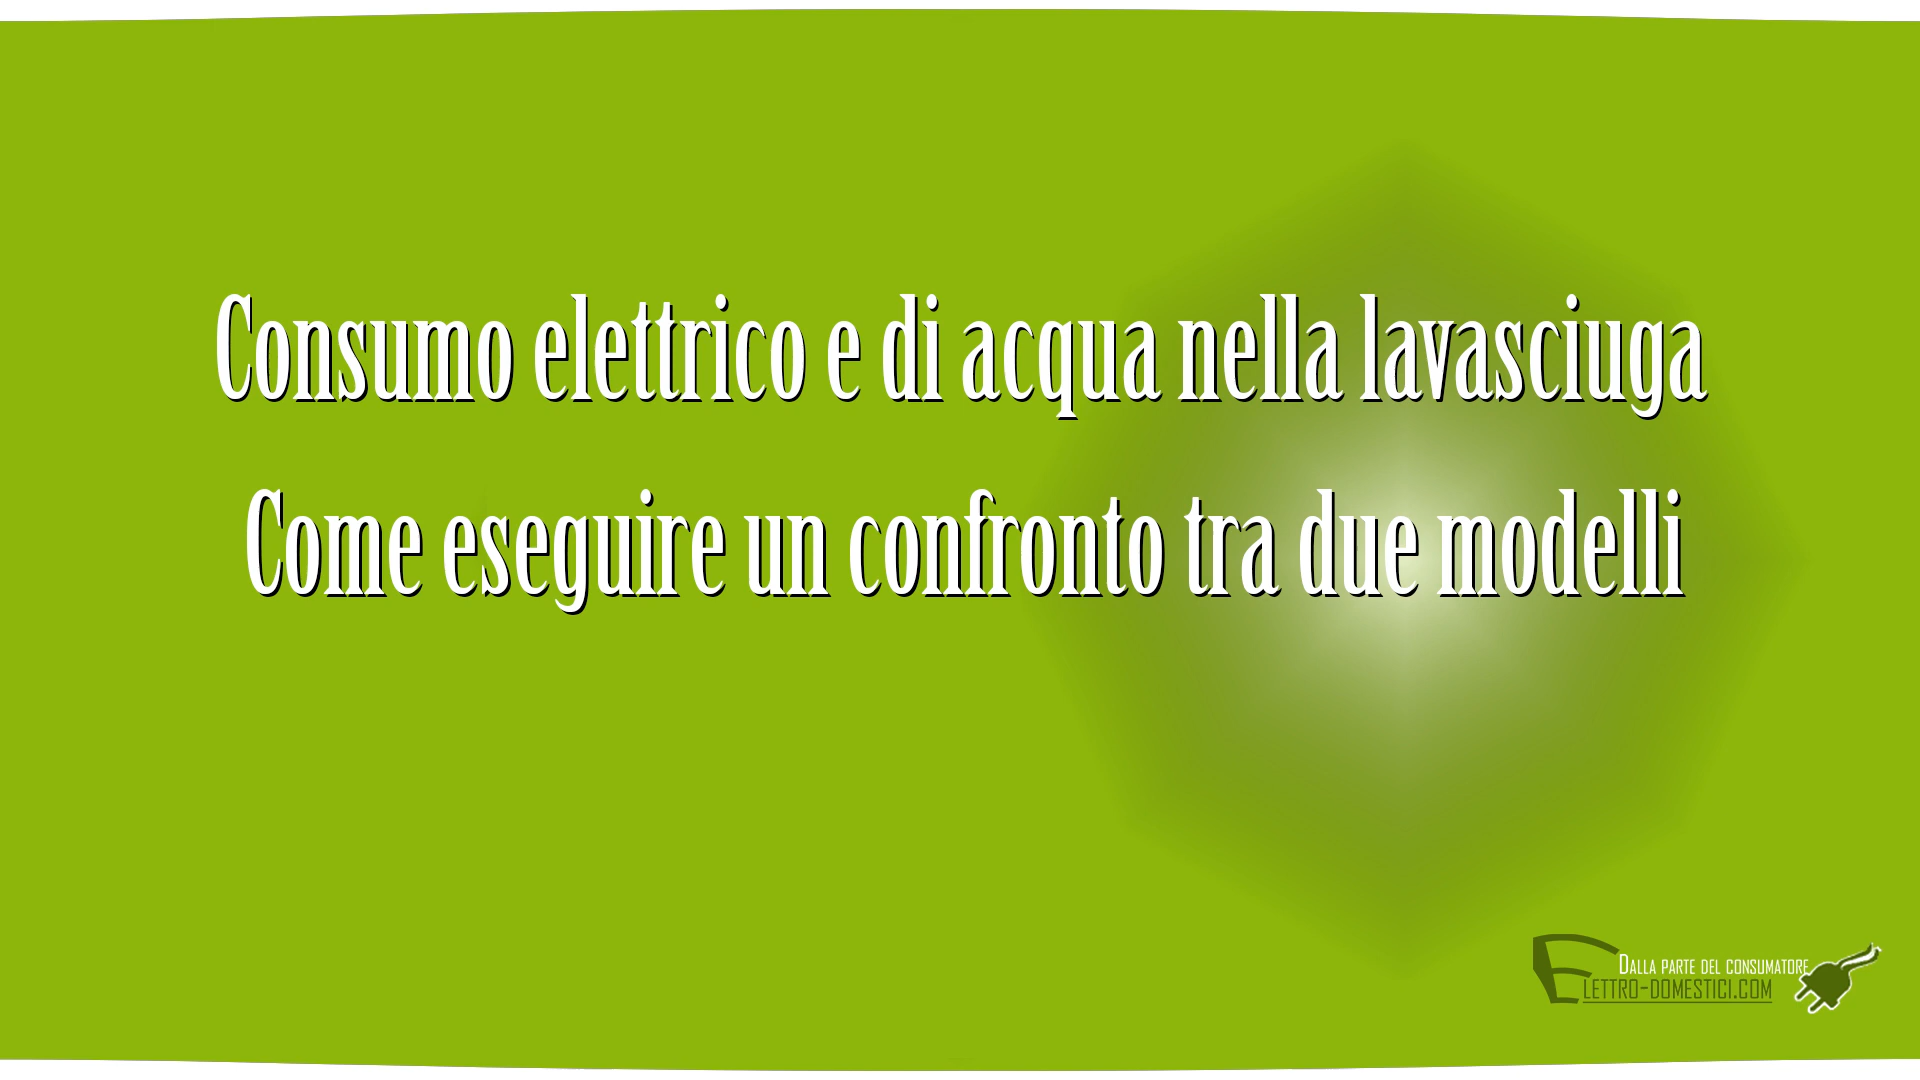 Consumo elettrico e di acqua nella lavasciuga
Come eseguire un confronto tra due modelli
Dalla parte del consumatore
Elettro-domestici.com